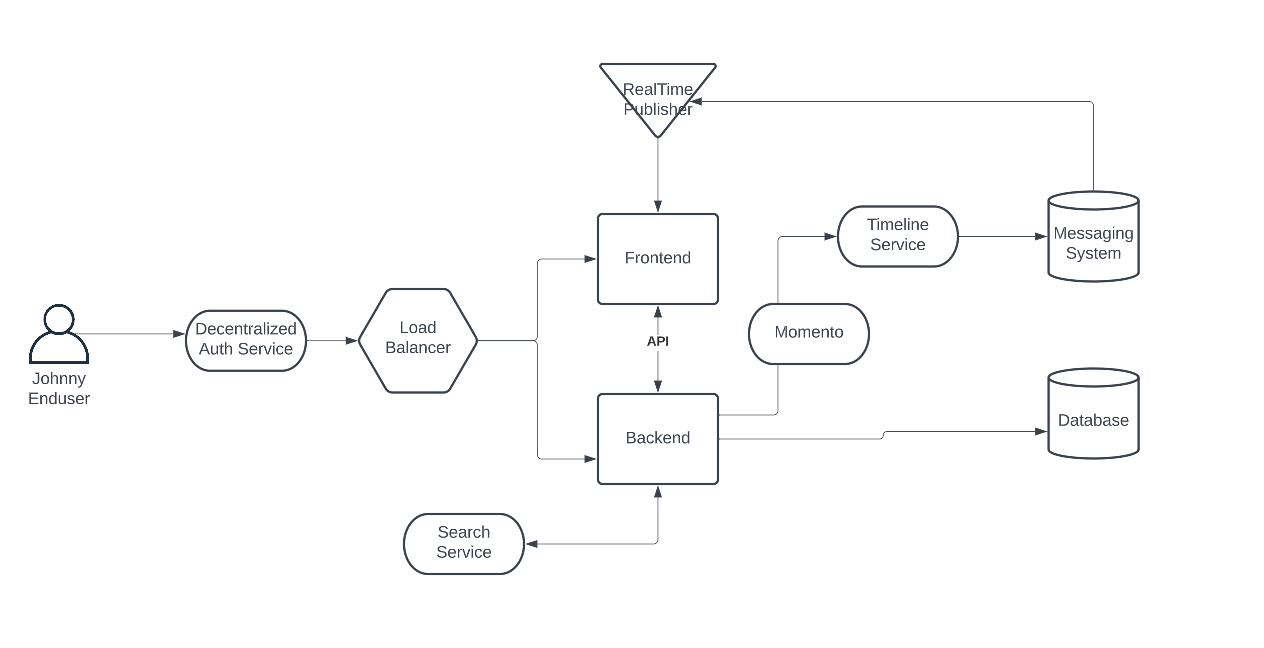 RealTime
Publisher
Timeline
Service
Messaging
System
Frontend
Decentralized
Auth Service
Load
Balancer
API
Momento
Johnny
Enduser
Backend
Database
Search
Service